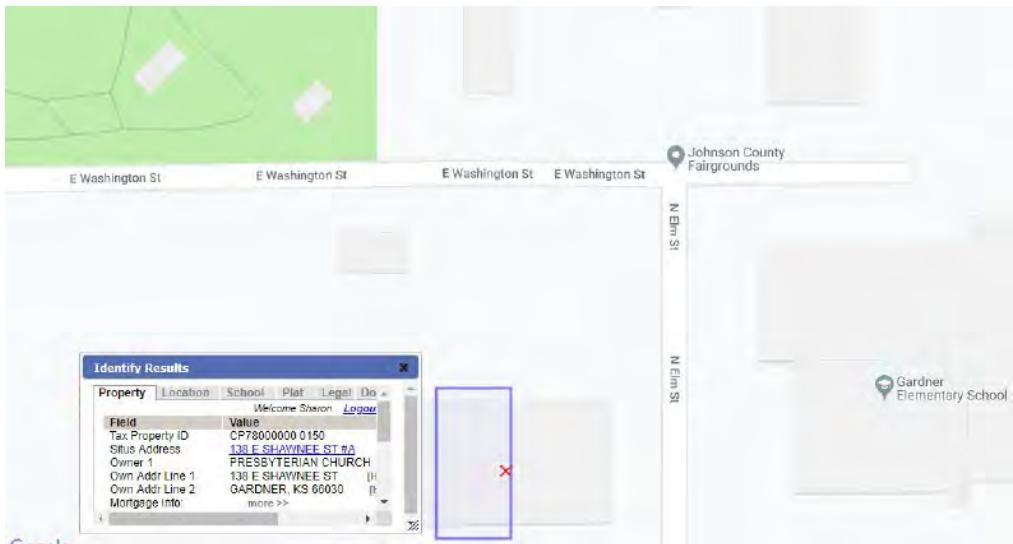 Johnson County
Fairgrounds
E Washington St
E Washington St
E Washington St
E Washington St
N Elm St
N Elm St
Gardner
Elementary School
Identify Results
Property Location School Plat Legal Do
Welcome Sharon Logou
Field Value
Tax Property ID CP78000000 0150
Situs Address 138 E SHAWNEE ST #A
Owner 1 PRESBYTERIAN CHURCH
Own Addr Line 1 138 E SHAWNEE ST [H
Own Addr Line 2 GARDNER, KS 66030
Mortgage Info: more >>